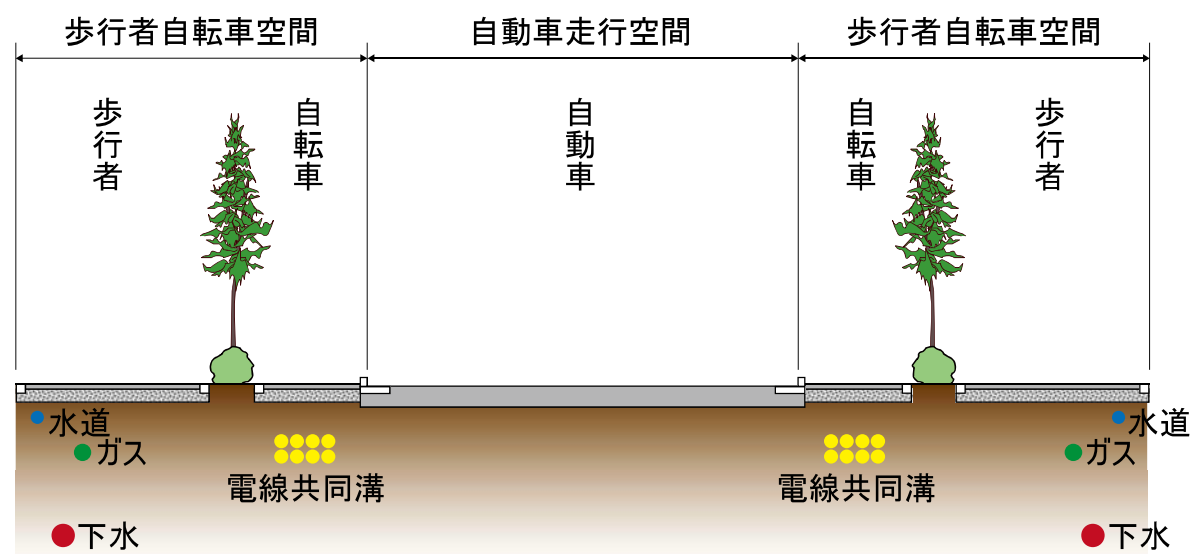 歩行者自転車空間
自動車走行空間
歩行者自転車空間
歩行者
自転車
自動車
自転車
歩行者
水道
ガス
電線共同溝
下水
水道
ガス
電線共同溝
下水